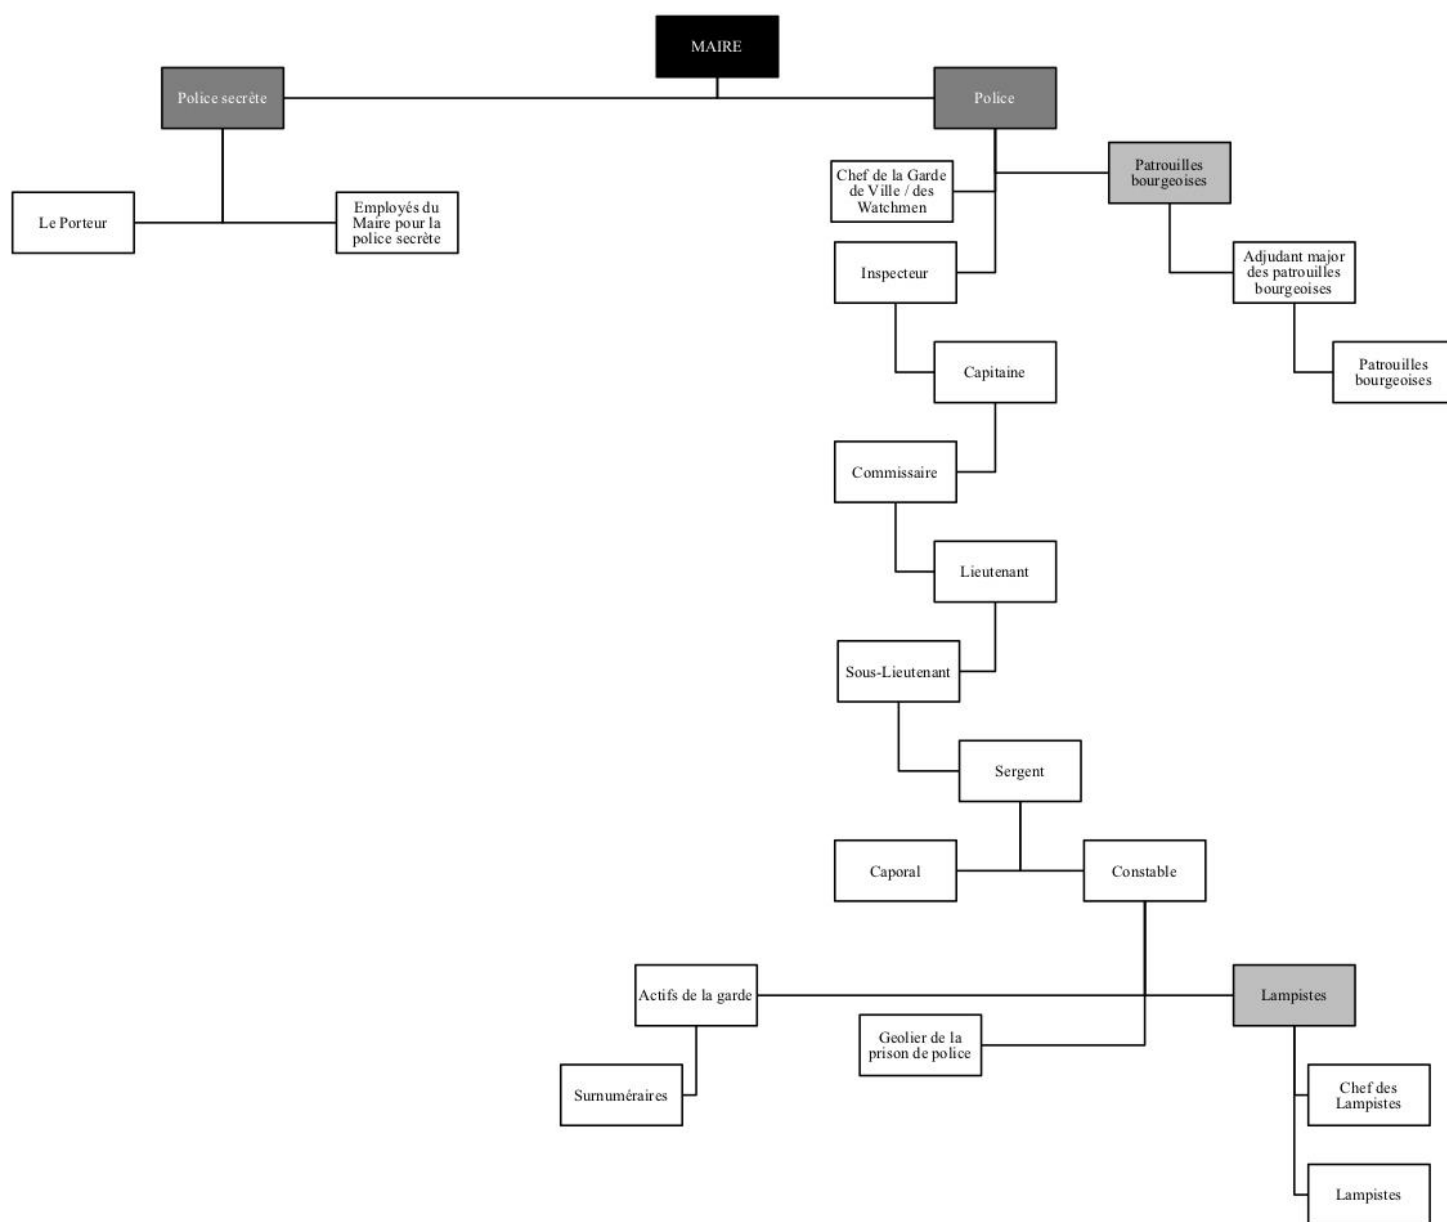 MAIRE
Police secrète
Police
Chef de la Garde
de Ville / des
Watchmen
Patrouilles
bourgeoises
Le Porteur
Employés du
Maire pour la
police secrète
Inspecteur
Adjudant major
des patrouilles
bourgeoises
Capitaine
Patrouilles
bourgeoises
Commissaire
Lieutenant
Sous-Lieutenant
Sergent
Caporal
Constable
Actifs de la garde
Lampistes
Geolier de la
prison de police
Surnuméraires
Chef des
Lampistes
Lampistes